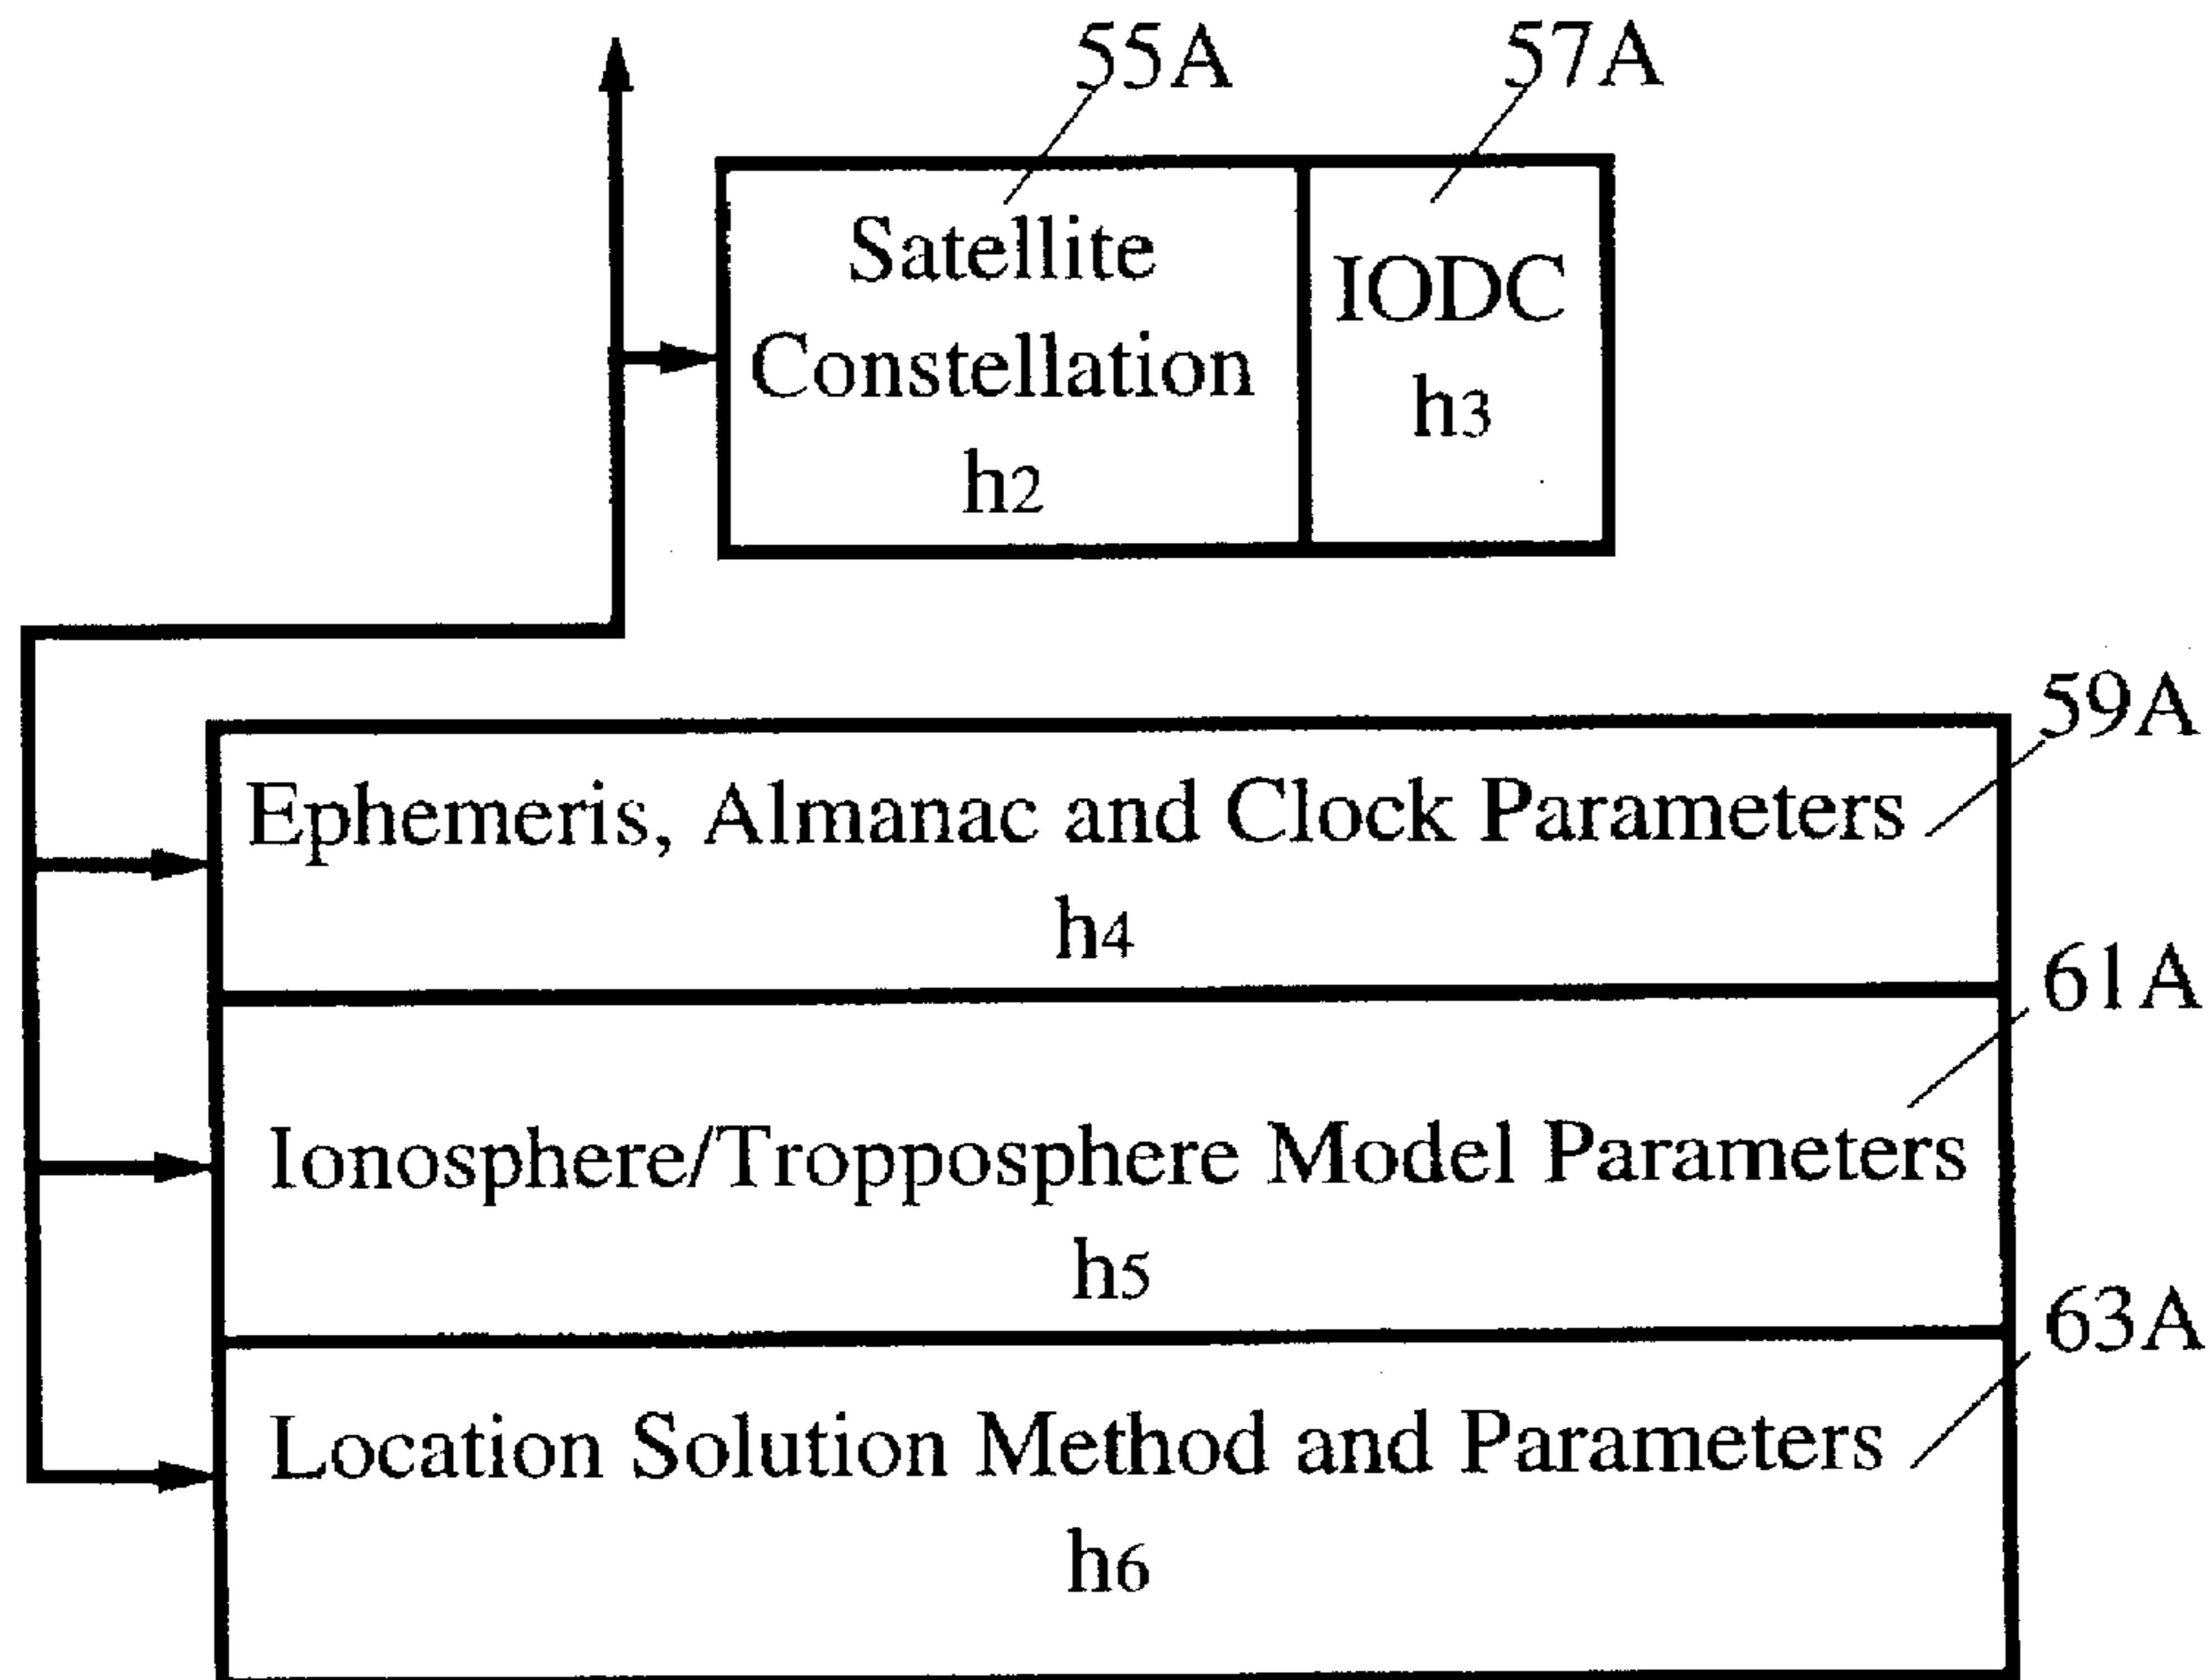 55A
57A
Satellite
Constellation
h2
IODC
h3
59A
Ephemeris, Almanac and Clock Parameters
h4
61A
Ionosphere/Tropposphere Model Parameters
h5
63A
Location Solution Method and Parameters
h6